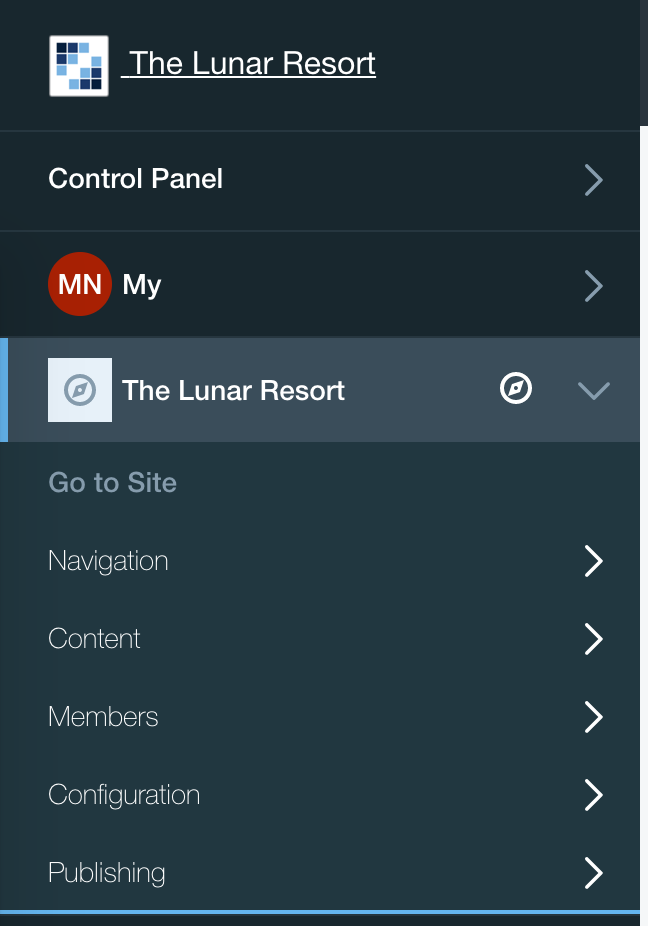 The Lunar Resort
Control Panel
MN My
The Lunar Resort
Go to Site
Navigation
Content
Members
Configuration
Publishing